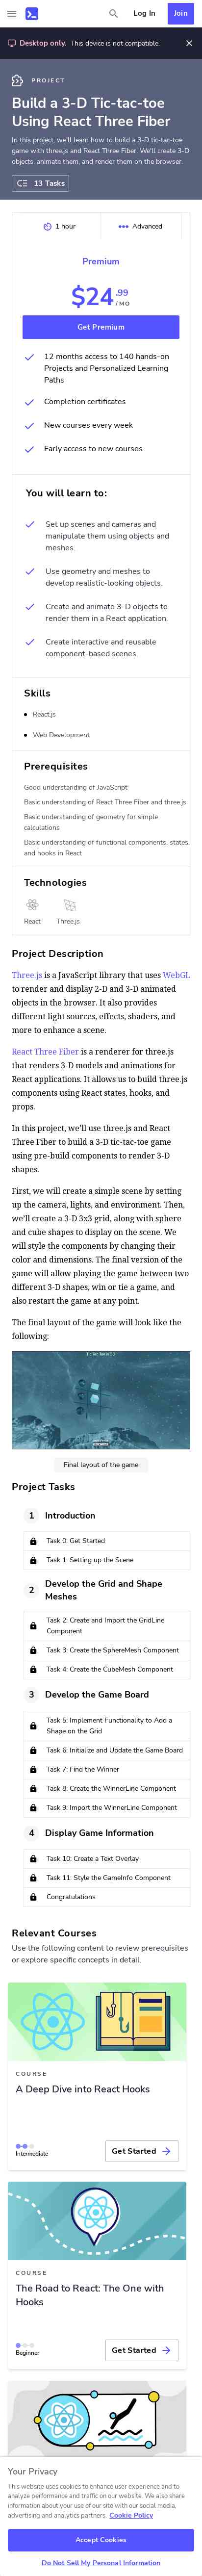 Log In
Join
Desktop only. This device is not compatible.
PROJECT
Build a 3-D Tic-tac-toe
Using React Three Fiber
In this project, we'll learn how to build a 3-D tic-tac-toe
game with three.js and React Three Fiber. We'll create 3-D
objects, animate them, and render them on the browser.
13 Tasks
1 hour
Advanced
Premium
$24.99
/ MO
Get Premium
12 months access to 140 hands-on
Projects and Personalized Learning
Paths
Completion certificates
New courses every week
Early access to new courses
You will learn to:
Set up scenes and cameras and
manipulate them using objects and
meshes.
Use geometry and meshes to
develop realistic-looking objects.
Create and animate 3-D objects to
render them in a React application.
Create interactive and reusable
component-based scenes.
Skills
React.js
Web Development
Prerequisites
Good understanding of JavaScript
Basic understanding of React Three Fiber and three.js
Basic understanding of geometry for simple
calculations
Basic understanding of functional components, states,
and hooks in React
Technologies
React
Three.js
Project Description
Three.js is a JavaScript library that uses WebGL
to render and display 2-D and 3-D animated
objects in the browser. It also provides
different light sources, effects, shaders, and
more to enhance a scene.
React Three Fiber is a renderer for three.js
that renders 3-D models and animations for
React applications. It allows us to build three.js
components using React states, hooks, and
props.
In this project, we’ll use three.js and React
Three Fiber to build a 3-D tic-tac-toe game
using pre-build components to render 3-D
shapes.
First, we will create a simple scene by setting
up the camera, lights, and environment. Then,
we’ll create a 3-D 3x3 grid, along with sphere
and cube shapes to display on the scene. We
will style the components by changing their
color and dimensions. The final version of the
game will allow playing the game between two
different 3-D shapes, win or tie a game, and
also restart the game at any point.
The final layout of the game will look like the
following:
Final layout of the game
Project Tasks
1 Introduction
Task 0: Get Started
Task 1: Setting up the Scene
2 Develop the Grid and Shape
Meshes
Task 2: Create and Import the GridLine
Component
Task 3: Create the SphereMesh Component
Task 4: Create the CubeMesh Component
3 Develop the Game Board
Task 5: Implement Functionality to Add a
Shape on the Grid
Task 6: Initialize and Update the Game Board
Task 7: Find the Winner
Task 8: Create the WinnerLine Component
Task 9: Import the WinnerLine Component
4 Display Game Information
Task 10: Create a Text Overlay
Task 11: Style the GameInfo Component
Congratulations
Relevant Courses
Use the following content to review prerequisites
or explore specific concepts in detail.
COURSE
A Deep Dive into React Hooks
Intermediate
Get Started
COURSE
The Road to React: The One with
Hooks
Beginner
Get Started
Your Privacy
This website uses cookies to enhance user experience and to
analyze performance and traffic on our website. We also share
information about your use of our site with our social media,
advertising and analytics partners. Cookie Policy
Accept Cookies
Do Not Sell My Personal Information